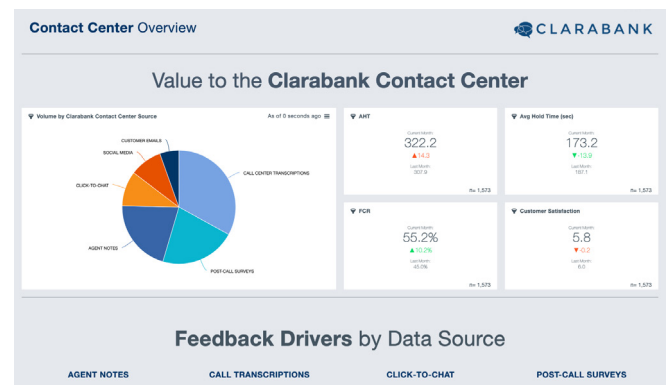 Contact Center Overview
CLARABANK
Value to the Clarabank Contact Center
Volume by Clarabank Contact Center Source
As of 6 seconds ago
CUSTOMER EMAILS
SOCIAL MEDIA
CLICK-TO-CHAT
AGENT NOTES
CALL CENTER TRANSCRIPTIONS
POST-CALL SURVEYS
AHT
Current Month:
322.2
▲14.3
Last Month:
307.9
n= 1,573
Avg Hold Time (sec)
Current Month:
173.2
▼-13.9
Last Month:
187.1
n= 1,573
FCR
Current Month:
55.2%
▲10.2%
Last Month:
45.0%
n= 1,573
Customer Satisfaction
Current Month:
5.8
▼-0.2
Last Month:
6.0
n= 1,573
Feedback Drivers by Data Source
AGENT NOTES
CALL TRANSCRIPTIONS
CLICK-TO-CHAT
POST-CALL SURVEYS